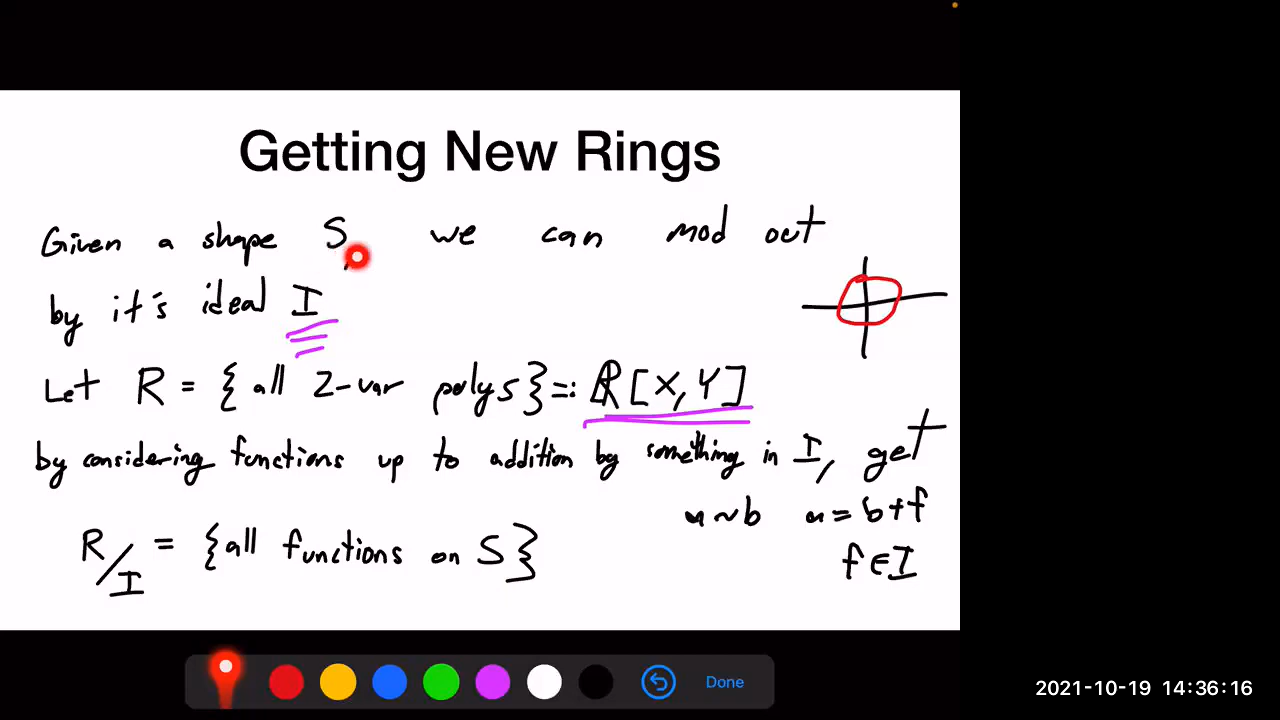 Getting New Rings
Given a shape S, we can mod out
by it's ideal I
Let R = {all 2-var polys} =: ℝ[X,Y]
by considering functions up to addition by something in I, get
a~b a = b+f
f ∈ I
R/I = {all functions on S}
Done
2021-10-19 14:36:16